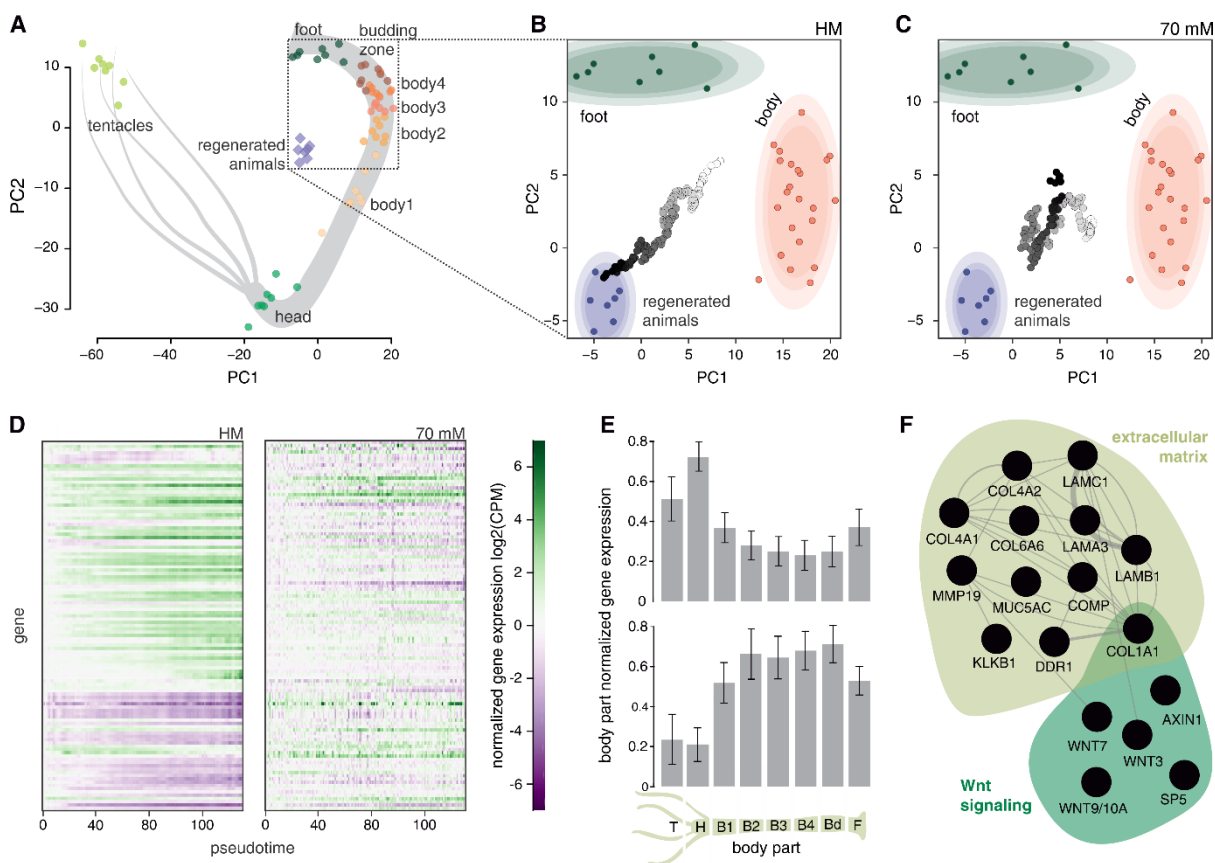 A
foot
budding
zone
body4
body3
body2
body1
tentacles
regenerated
animals
head
PC2
10
0
−10
−20
−30
−60
−40
−20
0
20
PC1
B
HM
foot
body
regenerated
animals
PC2
10
5
0
−5
−5
0
5
10
15
20
PC1
C
70 mM
foot
body
regenerated
animals
PC2
10
5
0
−5
−5
0
5
10
15
20
PC1
D
HM
70 mM
gene
0
40
80
120
0
40
80
120
pseudotime
normalized gene expression log2(CPM)
6
4
2
0
-2
-4
-6
E
body part normalized gene expression
0.8
0.6
0.4
0.2
0
0.8
0.6
0.4
0.2
0
T H B1 B2 B3 B4 Bd F
body part
F
extracellular
matrix
LAMC1
COL4A2
COL4A1
COL6A6
LAMA3
LAMB1
MMP19
MUC5AC
COMP
KLKB1
DDR1
COL1A1
AXIN1
WNT7
WNT3
WNT9/10A
SP5
Wnt
signaling